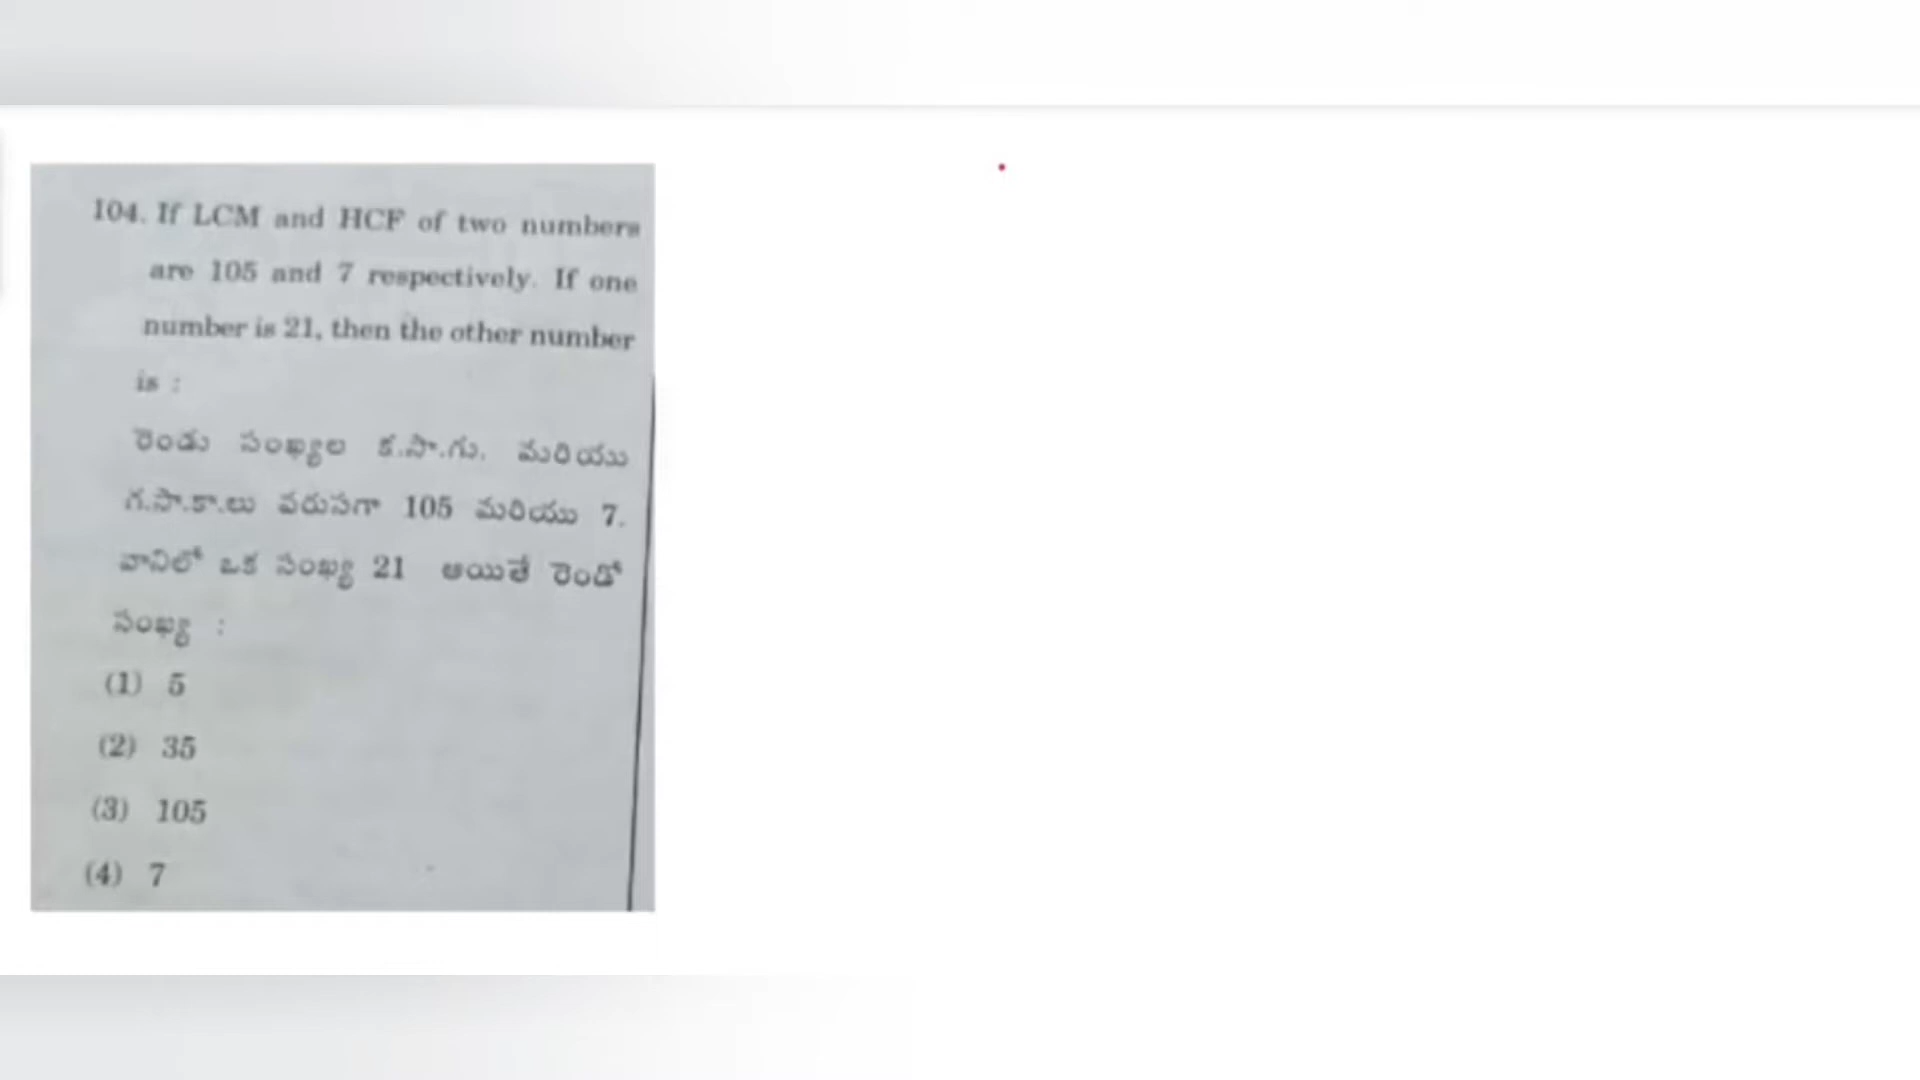 104. If LCM and HCF of two numbers
are 105 and 7 respectively. If one
number is 21, then the other number
is :
రెండు సంఖ్యల క.సా.గు. మరియు
గ.సా.కా.లు వరుసగా 105 మరియు 7.
వానిలో ఒక సంఖ్య 21 అయితే రెండో
సంఖ్య :
(1) 5
(2) 35
(3) 105
(4) 7